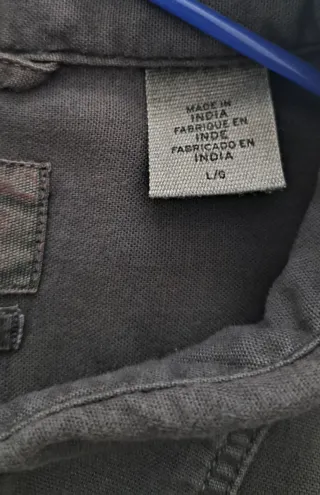 MADE IN
INDIA
FABRIQUE EN
INDE
FABRICADO EN
INDIA
L/G